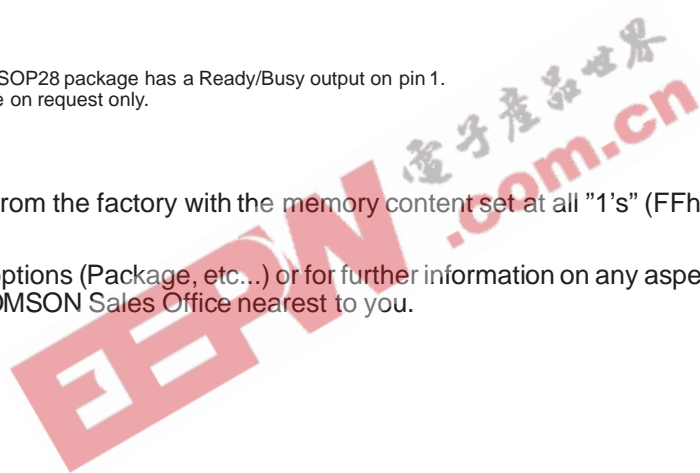 SOP28 package has a Ready/Busy output on pin 1.
e on request only.
rom the factory with the memory content set at all ”1's” (FFh
ptions (Package, etc...) or for further information on any aspe
OMSON Sales Office nearest to you.
EEPW
.com.cn
電子產品世界